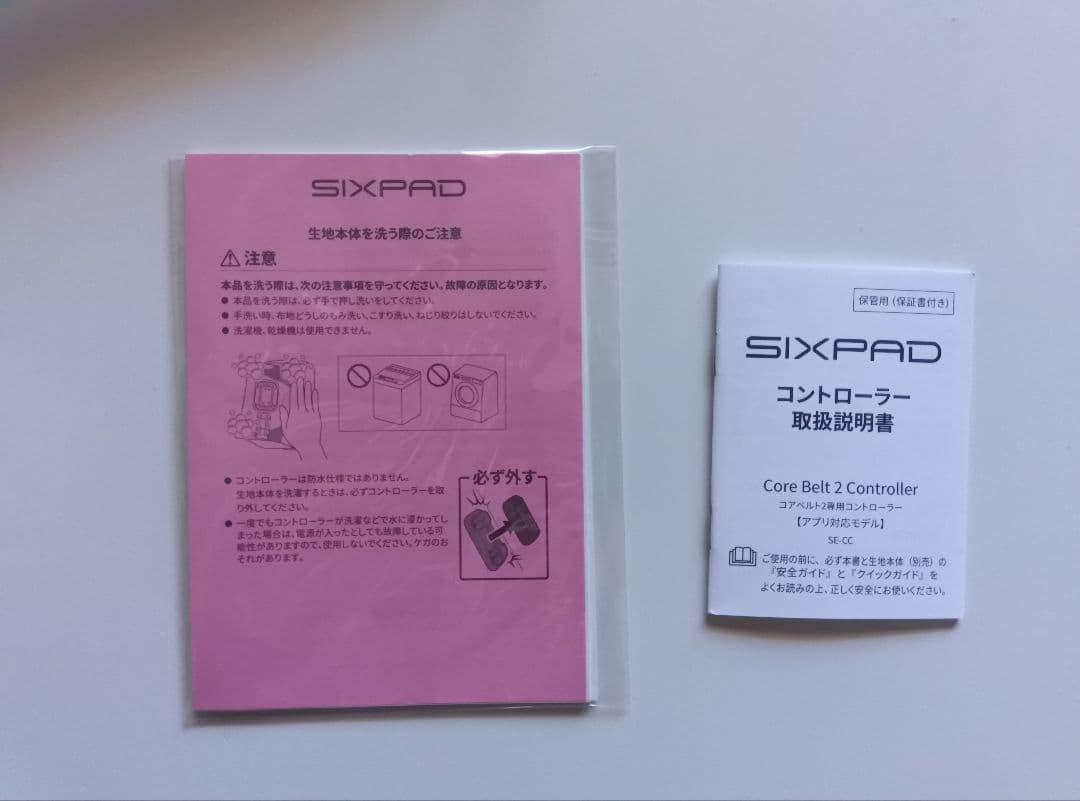 SIXPAD
生地本体を洗う際のご注意
注意
本品を洗う際は、次の注意事項を守ってください。故障の原因となります。
● 本品を洗う際は、必ず手で押し洗いをしてください。
● 手洗い時、布地どうしのもみ洗い、こすり洗い、ねじり絞りはしないでください。
● 洗濯機、乾燥機は使用できません。
● コントローラーは防水仕様ではありません。
生地本体を洗濯するときは、必ずコントローラーを取
り外してください。
● 一度でもコントローラーが洗濯などで水に浸かってし
まった場合は、電源が入ったとしても故障している可
能性がありますので、使用しないでください。ケガのお
それがあります。
必ず外す
保管用（保証書付き）
SIXPAD
コントローラー
取扱説明書
Core Belt 2 Controller
コアベルト2専用コントローラー
【アプリ対応モデル】
SE-CC
ご使用の前に、必ず本書と生地本体（別売）の
『安全ガイド』と『クイックガイド』を
よくお読みの上、正しく安全にお使いください。